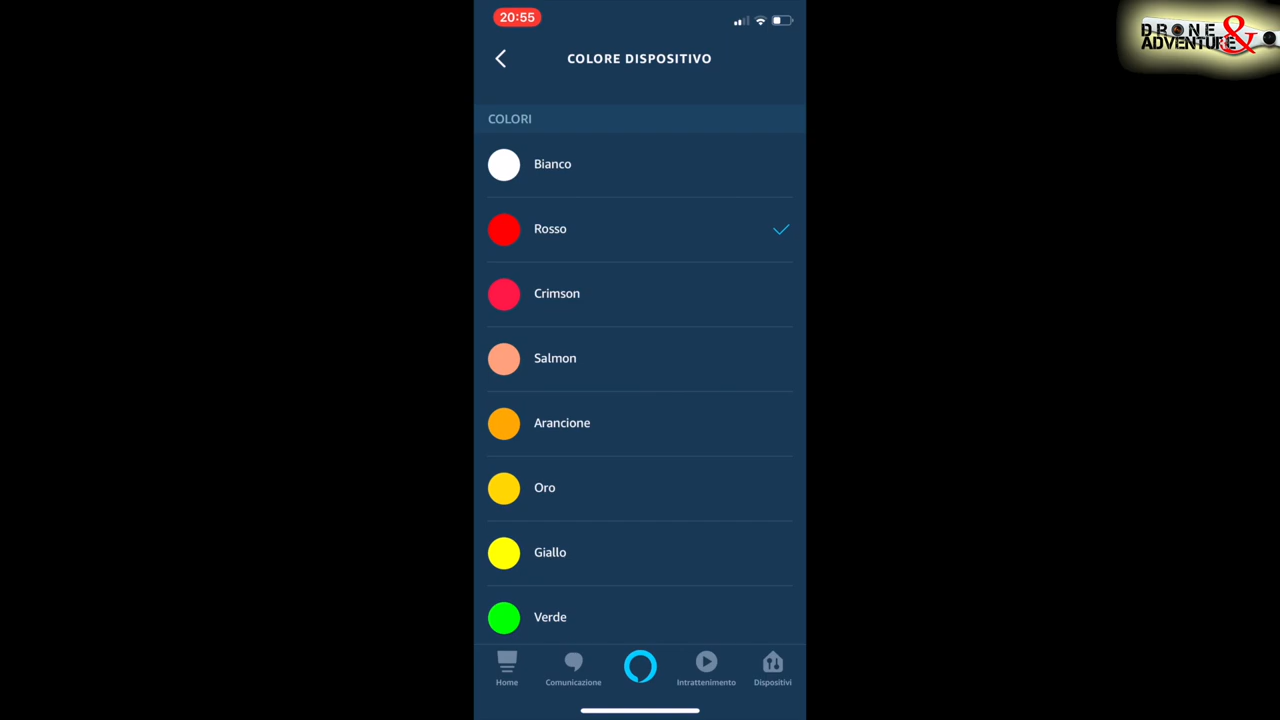 20:55
DRONE &
ADVENTURE
COLORE DISPOSITIVO
COLORI
Bianco
Rosso
Crimson
Salmon
Arancione
Oro
Giallo
Verde
Home
Comunicazione
Intrattenimento
Dispositivi